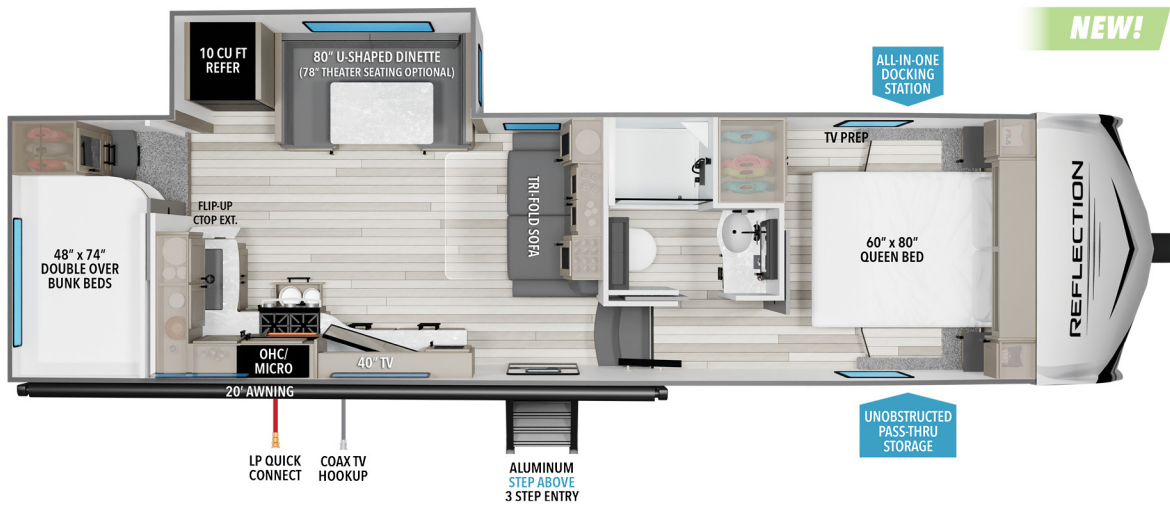 NEW!
10 CU FT
REFER
80" U-SHAPED DINETTE
(78" THEATER SEATING OPTIONAL)
ALL-IN-ONE
DOCKING
STATION
TV PREP
TRI-FOLD SOFA
FLIP-UP
CTOP EXT.
48" x 74"
DOUBLE OVER
BUNK BEDS
60" x 80"
QUEEN BED
REFLECTION
OHC/
MICRO
40" TV
20' AWNING
LP QUICK
CONNECT
COAX TV
HOOKUP
ALUMINUM
STEP ABOVE
3 STEP ENTRY
UNOBSTRUCTED
PASS-THRU
STORAGE